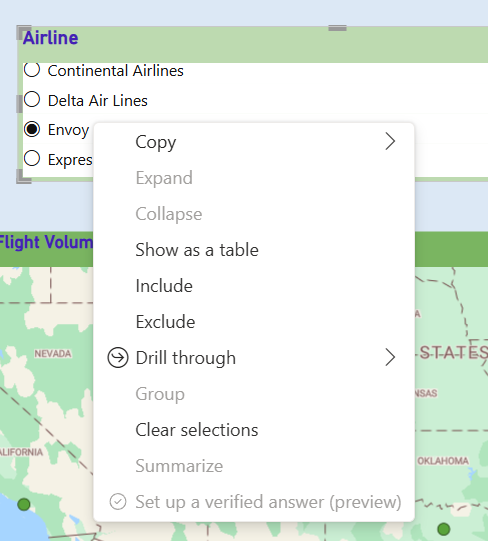 Airline
Continental Airlines
Delta Air Lines
Envoy
Expres
Copy
Expand
Collapse
Show as a table
Include
Exclude
Drill through
Group
Clear selections
Summarize
Set up a verified answer (preview)
Flight Volum
NEVADA
STATES
NSAS
ALIFORNIA
OKLAHOMA